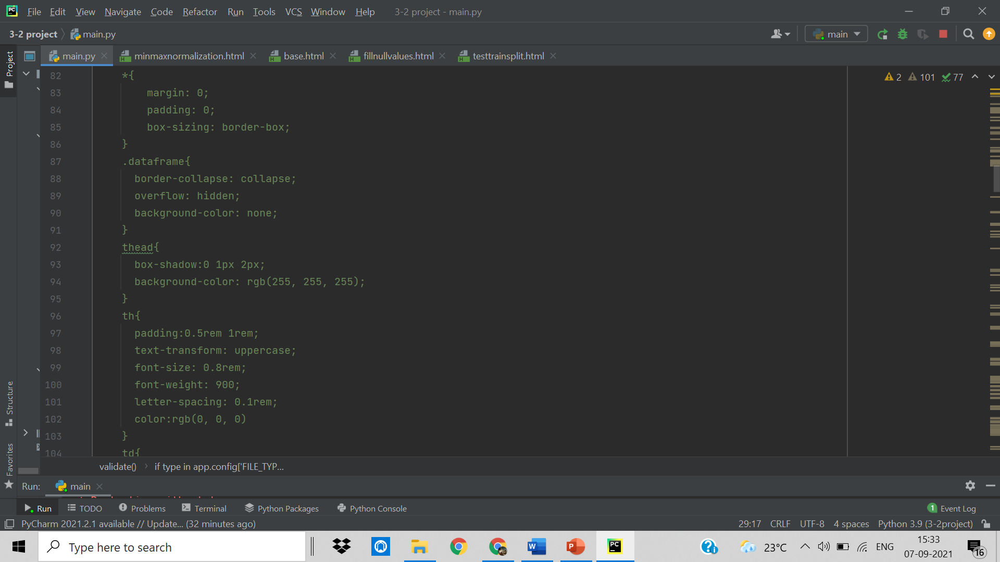 PC File Edit View Navigate Code Refactor Run Tools VCS Window Help 3-2 project - main.py
3-2 project main.py main
main.py minmaxnormalization.html base.html fillnullvalues.html testtrainsplit.html
Project
2 101 77
82 *{
83 margin: 0;
84 padding: 0;
85 box-sizing: border-box;
86 }
87 .dataframe{
88 border-collapse: collapse;
89 overflow: hidden;
90 background-color: none;
91 }
92 thead{
93 box-shadow:0 1px 2px;
94 background-color: rgb(255, 255, 255);
95 }
96 th{
97 padding:0.5rem 1rem;
98 text-transform: uppercase;
99 font-size: 0.8rem;
100 font-weight: 900;
101 letter-spacing: 0.1rem;
102 color:rgb(0, 0, 0)
103 }
104 td{
Structure
Favorites
validate() if type in app.config['FILE_TYP...
Run: main
Run TODO Problems Terminal Python Packages Python Console 1 Event Log
PyCharm 2021.2.1 available // Update... (32 minutes ago) 29:17 CRLF UTF-8 4 spaces Python 3.9 (3-2project)
Type here to search W P PC 23°C ENG 15:33
07-09-2021 16